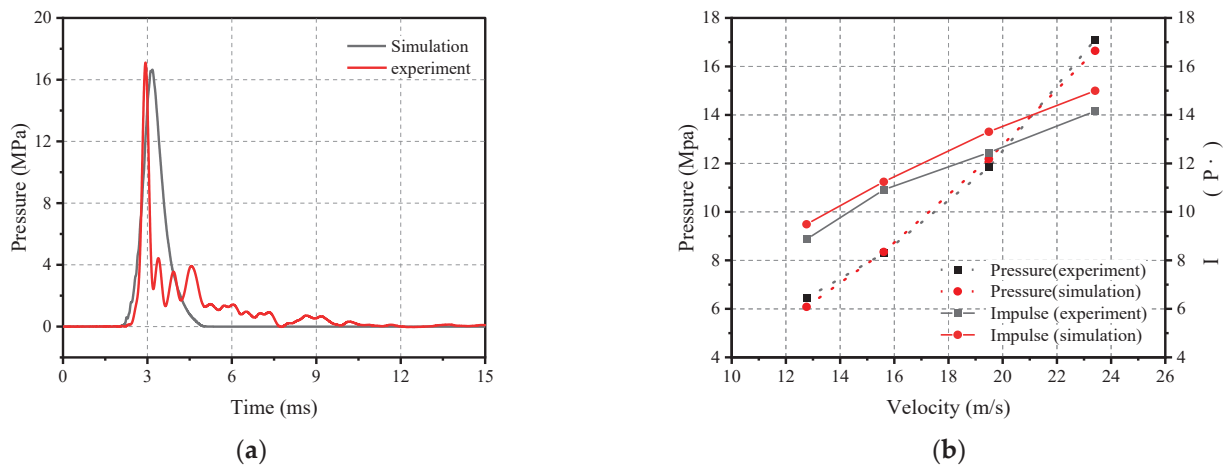 20
16
12
8
4
0
Pressure (MPa)
Simulation
experiment
0
3
6
9
12
15
Time (ms)
(a)
18
16
14
12
10
8
6
4
Pressure (Mpa)
18
16
14
12
10
8
6
4
I ( P · )
Pressure(experiment)
Pressure(simulation)
Impulse (experiment)
Impulse (simulation)
10
12
14
16
18
20
22
24
26
Velocity (m/s)
(b)